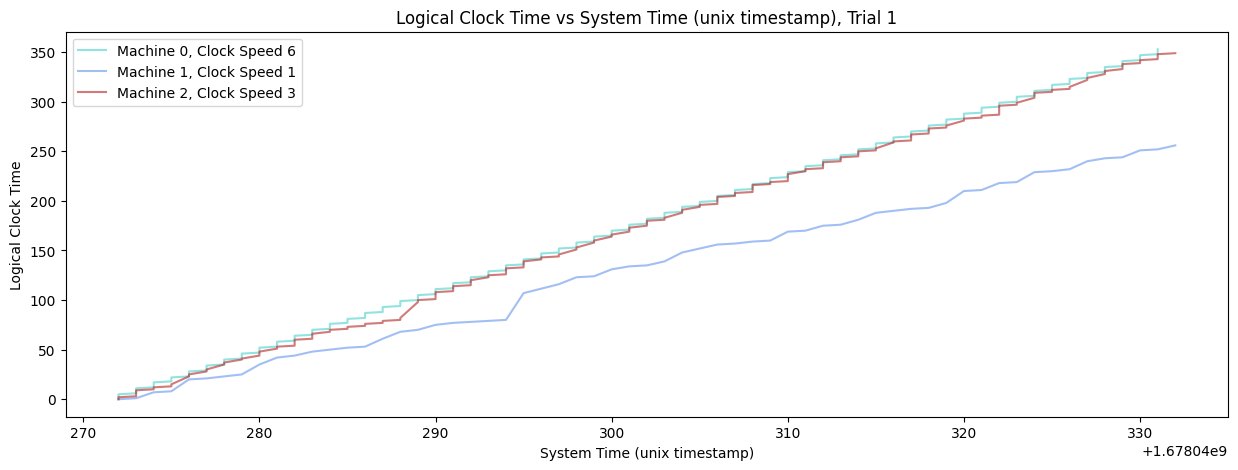 Logical Clock Time vs System Time (unix timestamp), Trial 1
Machine 0, Clock Speed 6
Machine 1, Clock Speed 1
Machine 2, Clock Speed 3
Logical Clock Time
350
300
250
200
150
100
50
0
270 280 290 300 310 320 330
+1.67804e9
System Time (unix timestamp)